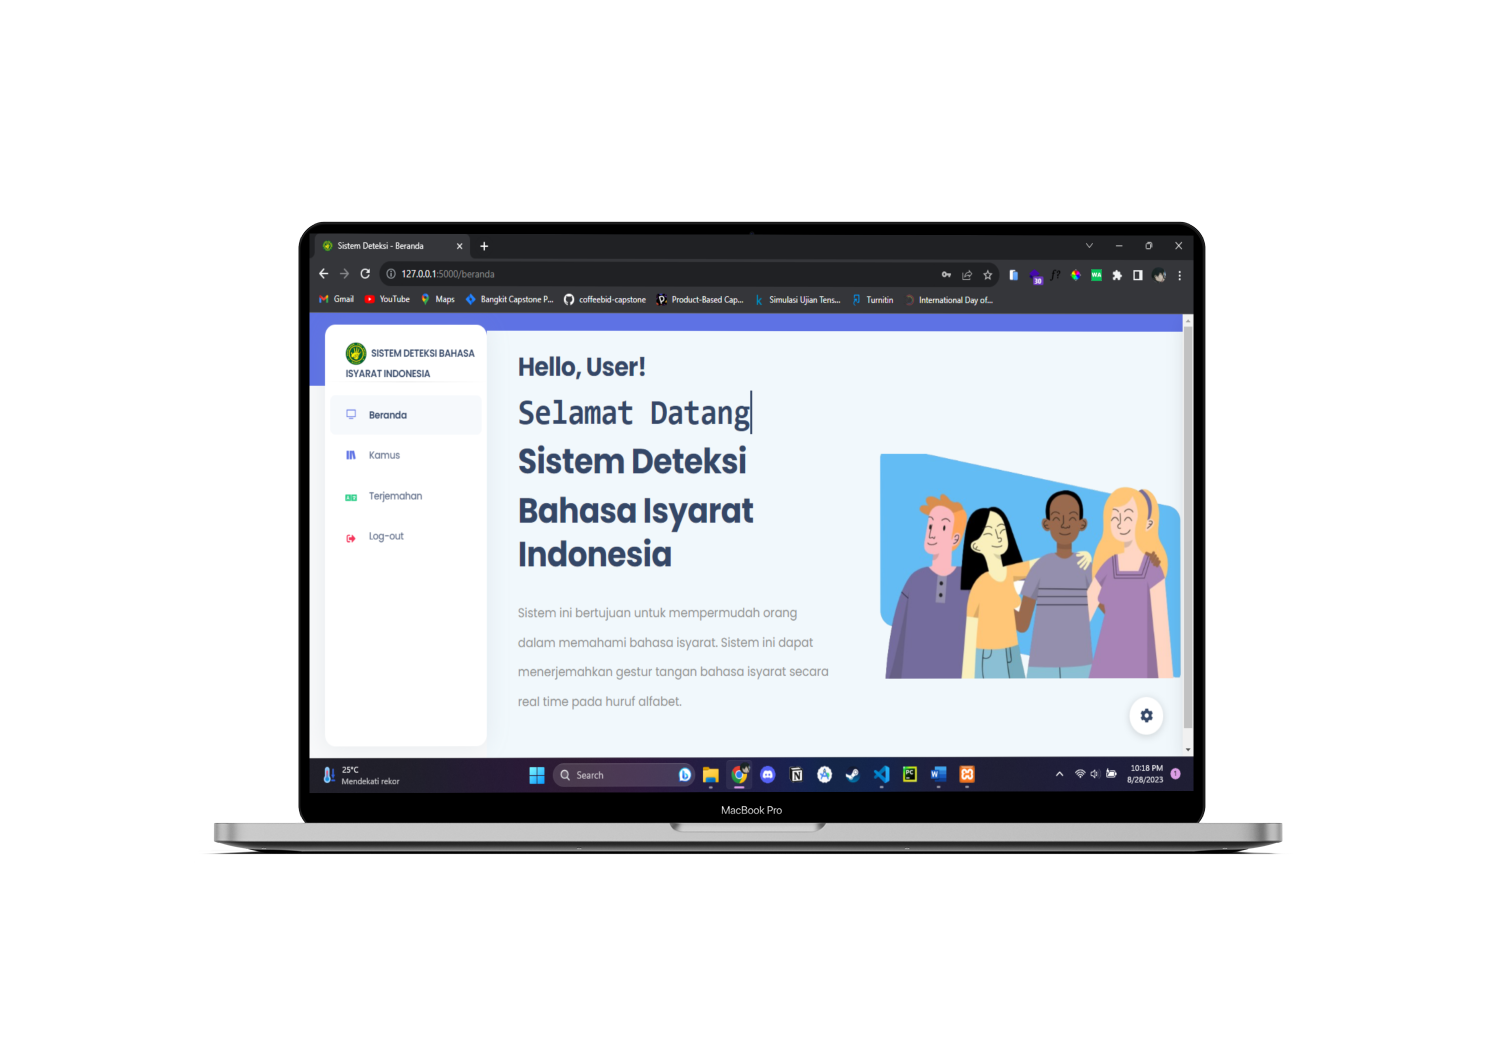 Sistem Deteksi - Beranda
127.0.0.1:5000/beranda
f?
30
WA
Gmail
YouTube
Maps
Bangkit Capstone P...
coffeebid-capstone
Product-Based Cap...
Simulasi Ujian Tens...
Turnitin
International Day of...
SISTEM DETEKSI BAHASA
ISYARAT INDONESIA
Beranda
Kamus
Terjemahan
Log-out
Hello, User!
Selamat Datang
Sistem Deteksi
Bahasa Isyarat
Indonesia
Sistem ini bertujuan untuk mempermudah orang
dalam memahami bahasa isyarat. Sistem ini dapat
menerjemahkan gestur tangan bahasa isyarat secara
real time pada huruf alfabet.
25°C
Mendekati rekor
Search
PC
10:18 PM
8/28/2023
1
MacBook Pro